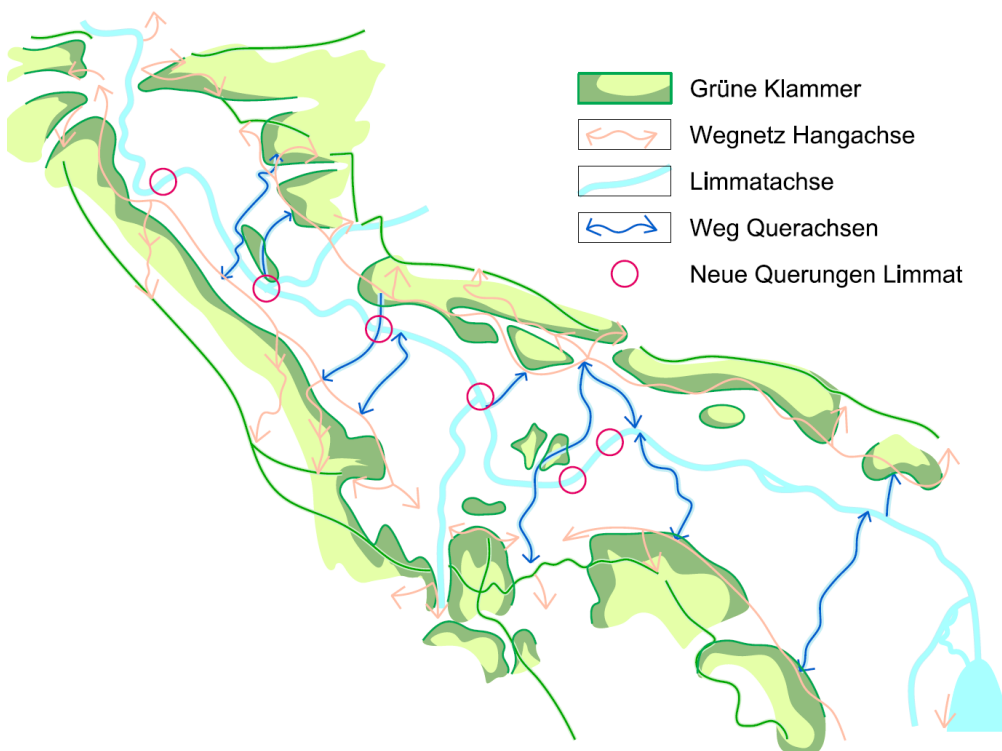 Grüne Klammer
Wegnetz Hangachse
Limmatachse
Weg Querachsen
Neue Querungen Limmat